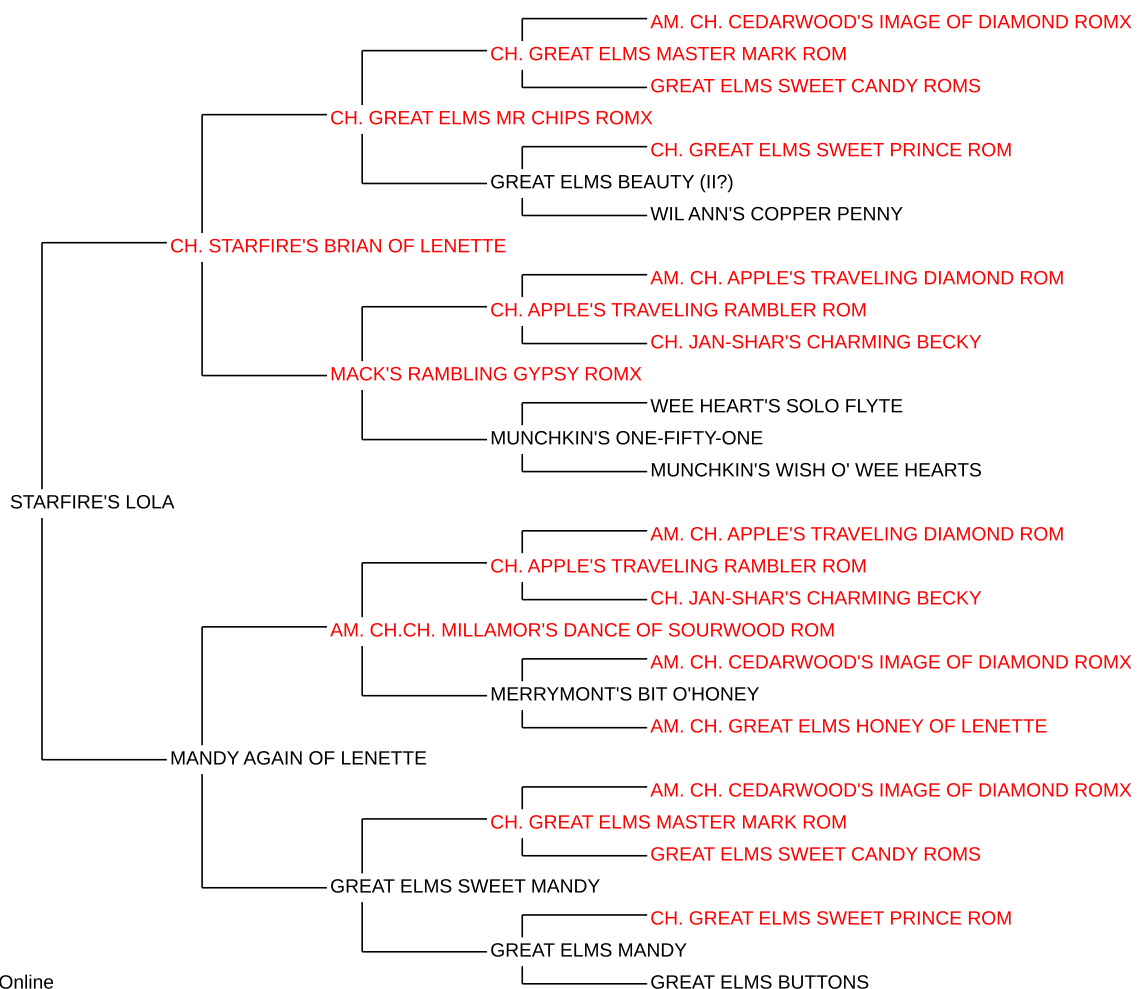 AM. CH. CEDARWOOD'S IMAGE OF DIAMOND ROMX
CH. GREAT ELMS MASTER MARK ROM
GREAT ELMS SWEET CANDY ROMS
CH. GREAT ELMS MR CHIPS ROMX
CH. GREAT ELMS SWEET PRINCE ROM
GREAT ELMS BEAUTY (II?)
WIL ANN'S COPPER PENNY
CH. STARFIRE'S BRIAN OF LENETTE
AM. CH. APPLE'S TRAVELING DIAMOND ROM
CH. APPLE'S TRAVELING RAMBLER ROM
CH. JAN-SHAR'S CHARMING BECKY
MACK'S RAMBLING GYPSY ROMX
WEE HEART'S SOLO FLYTE
MUNCHKIN'S ONE-FIFTY-ONE
MUNCHKIN'S WISH O' WEE HEARTS
STARFIRE'S LOLA
AM. CH. APPLE'S TRAVELING DIAMOND ROM
CH. APPLE'S TRAVELING RAMBLER ROM
CH. JAN-SHAR'S CHARMING BECKY
AM. CH.CH. MILLAMOR'S DANCE OF SOURWOOD ROM
AM. CH. CEDARWOOD'S IMAGE OF DIAMOND ROMX
MERRYMONT'S BIT O'HONEY
AM. CH. GREAT ELMS HONEY OF LENETTE
MANDY AGAIN OF LENETTE
AM. CH. CEDARWOOD'S IMAGE OF DIAMOND ROMX
CH. GREAT ELMS MASTER MARK ROM
GREAT ELMS SWEET CANDY ROMS
GREAT ELMS SWEET MANDY
CH. GREAT ELMS SWEET PRINCE ROM
GREAT ELMS MANDY
GREAT ELMS BUTTONS
Online